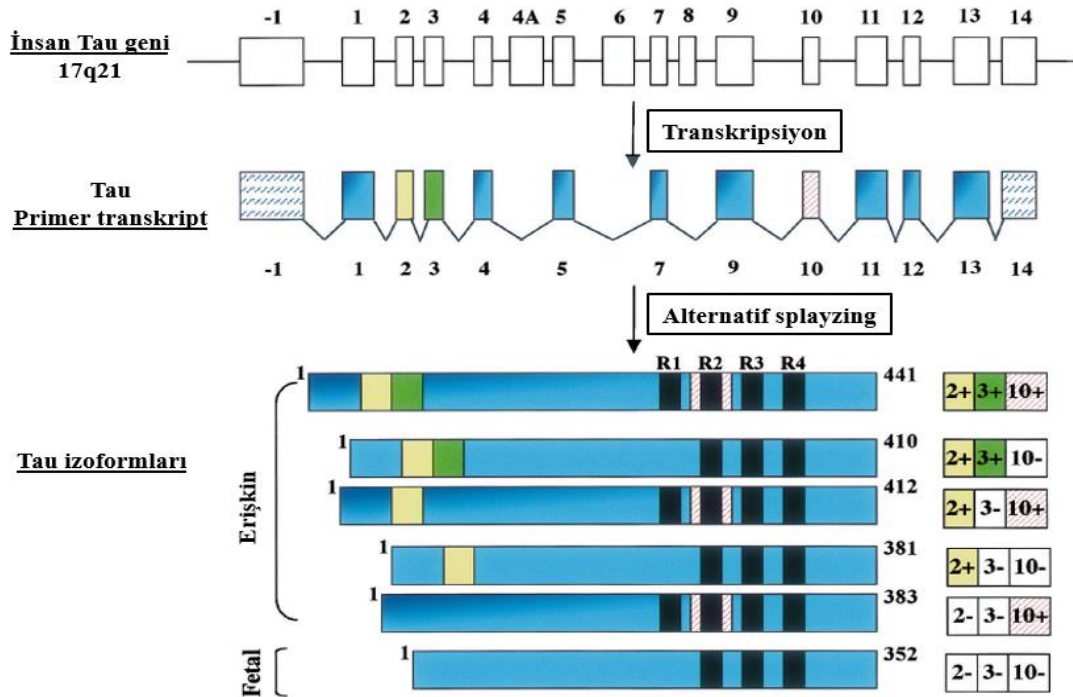 -1 1 2 3 4 4A 5 6 7 8 9 10 11 12 13 14
İnsan Tau geni
17q21
Transkripsiyon
Tau
Primer transkript
-1 1 2 3 4 5 7 9 10 11 12 13 14
Alternatif splayzing
R1 R2 R3 R4
1 441 2+ 3+ 10+
1 410 2+ 3+ 10-
Tau izoformları
1 412 2+ 3- 10+
Erişkin
1 381 2+ 3- 10-
1 383 2- 3- 10+
Fetal
1 352 2- 3- 10-